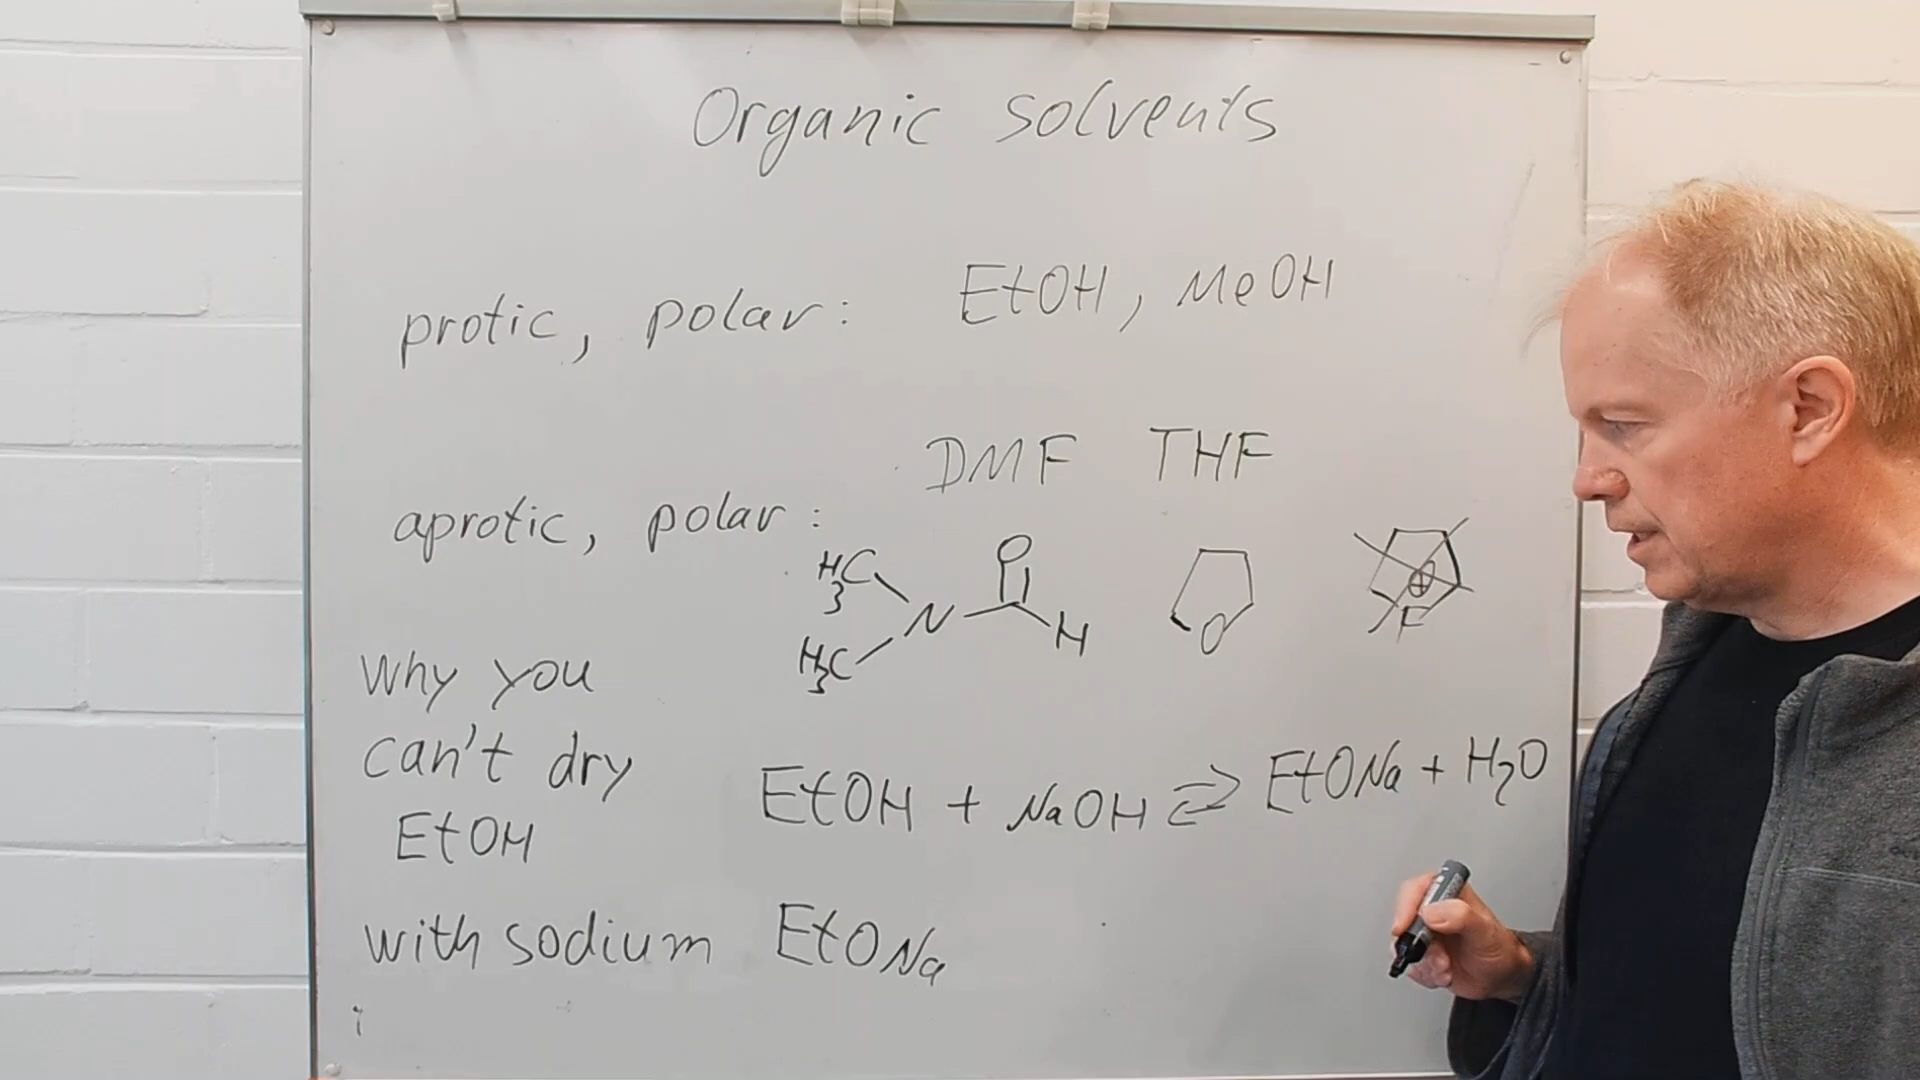 Organic solvents
protic, polar: EtOH, MeOH
DMF THF
aprotic, polar:
H3C
N
O
H
H3C
O
F
why you
can't dry
EtOH
EtOH + NaOH ⇌ EtONa + H2O
with sodium EtONa